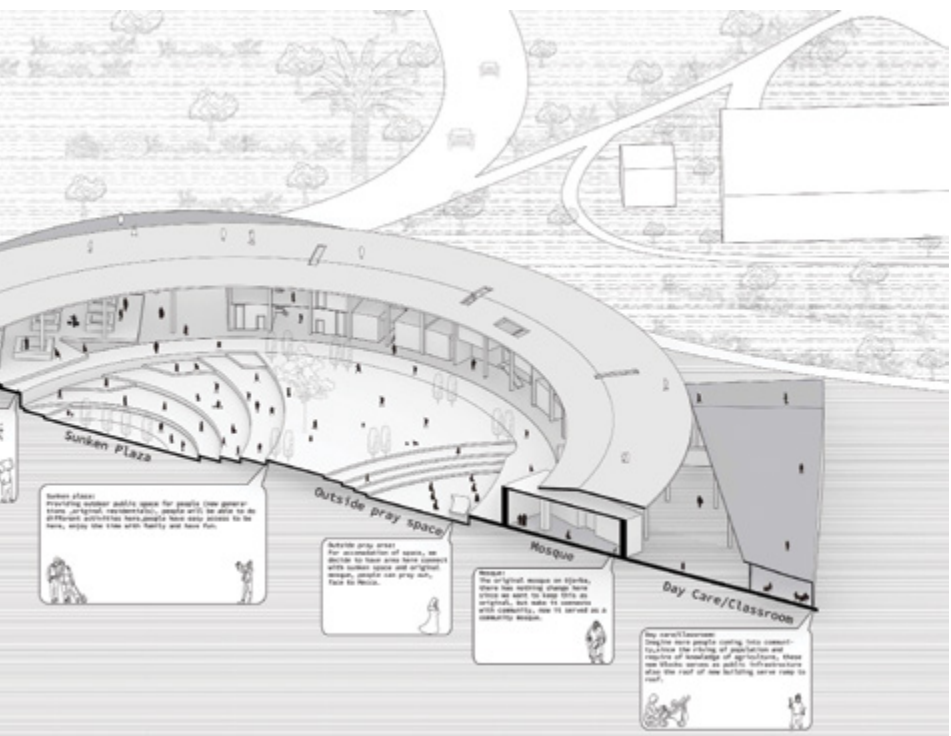 Sunken Plaza
Outside pray space
Mosque
Day Care/Classroom
Sunken place:
Providing outdoor public space for people (new genera-
tions ,original residentials), people will be able to do
different activities here,people have easy access to be
here, enjoy the time with family and have fun.
Outside pray area:
For accomodation of space, we
decide to have area here connect
with sunken space and original
mosque, people can pray out,
face to Mecca.
Mosque:
The original mosque on Djerba,
there has nothing change here
since we want to keep this as
original, but make it connects
with community, now it served as a
community mosque.
Day care/Classroom:
Imagine more people coming into communi-
ty,since the rising of population and
require of knowledge of agriculture, these
new blocks serves as public infrastructure
also the roof of new building serve ramp to
roof.